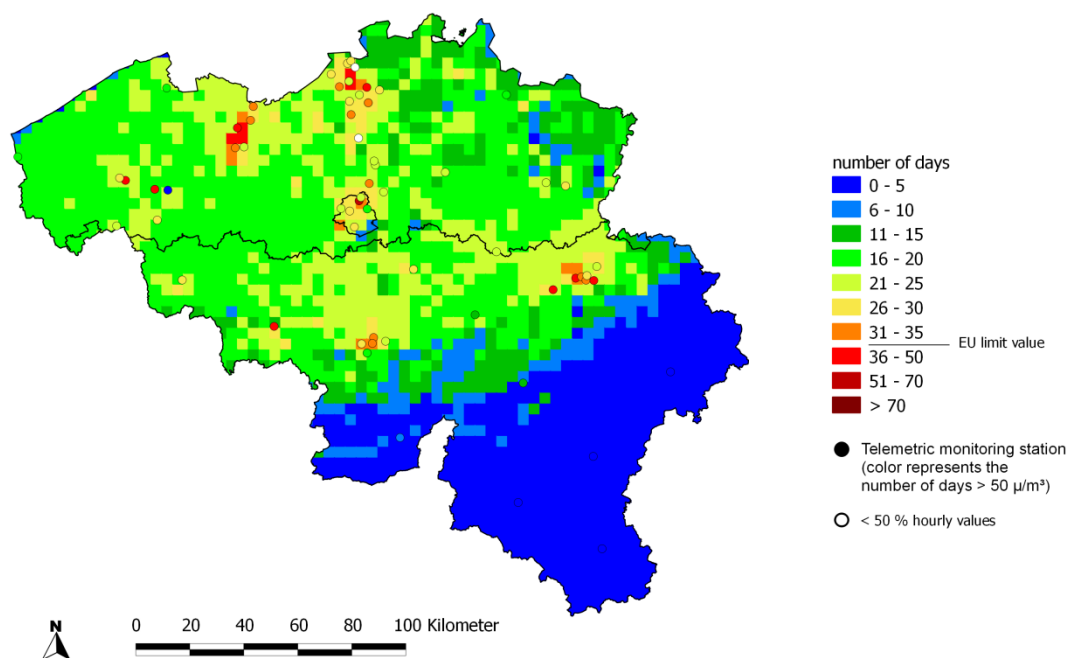 number of days
0 - 5
6 - 10
11 - 15
16 - 20
21 - 25
26 - 30
31 - 35
EU limit value
36 - 50
51 - 70
> 70
Telemetric monitoring station
(color represents the
number of days > 50 µ/m³)
< 50 % hourly values
N
0 20 40 60 80 100 Kilometer